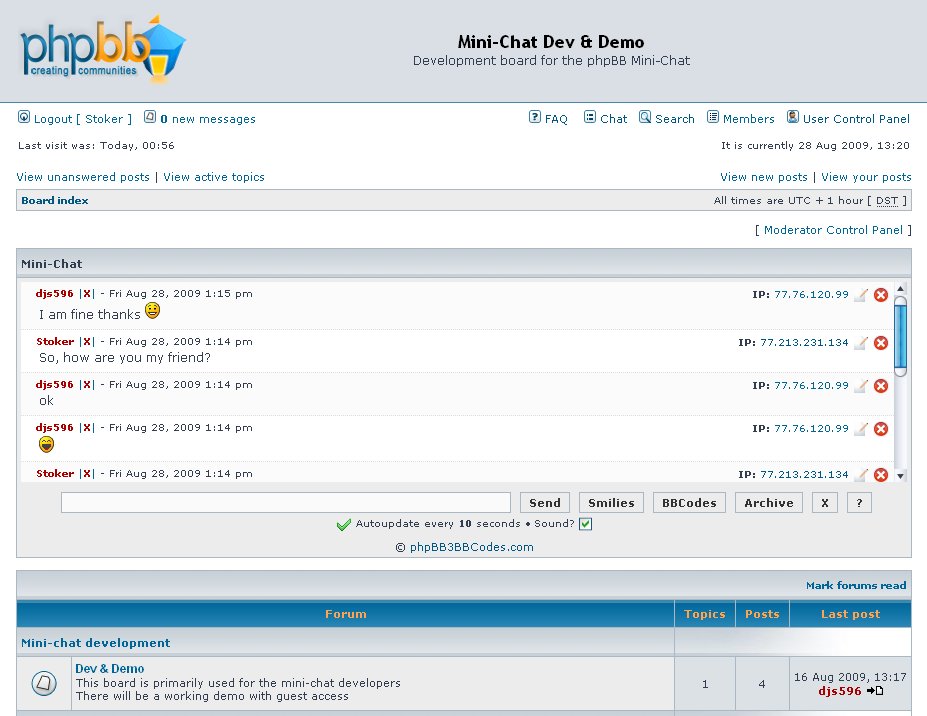 phpBB
creating communities
Mini-Chat Dev & Demo
Development board for the phpBB Mini-Chat
Logout [ Stoker ] 0 new messages
? FAQ Chat Search Members User Control Panel
Last visit was: Today, 00:56
It is currently 28 Aug 2009, 13:20
View unanswered posts | View active topics
View new posts | View your posts
Board index
All times are UTC + 1 hour [ DST ]
[ Moderator Control Panel ]
Mini-Chat
djs596 |X| - Fri Aug 28, 2009 1:15 pm IP: 77.76.120.99
I am fine thanks
Stoker |X| - Fri Aug 28, 2009 1:14 pm IP: 77.213.231.134
So, how are you my friend?
djs596 |X| - Fri Aug 28, 2009 1:14 pm IP: 77.76.120.99
ok
djs596 |X| - Fri Aug 28, 2009 1:14 pm IP: 77.76.120.99
Stoker |X| - Fri Aug 28, 2009 1:14 pm IP: 77.213.231.134
Send Smilies BBCodes Archive X ?
Autoupdate every 10 seconds • Sound?
© phpBB3BBCodes.com
Mark forums read
Forum Topics Posts Last post
Mini-chat development
Dev & Demo
This board is primarily used for the mini-chat developers
There will be a working demo with guest access
1 4
16 Aug 2009, 13:17
djs596